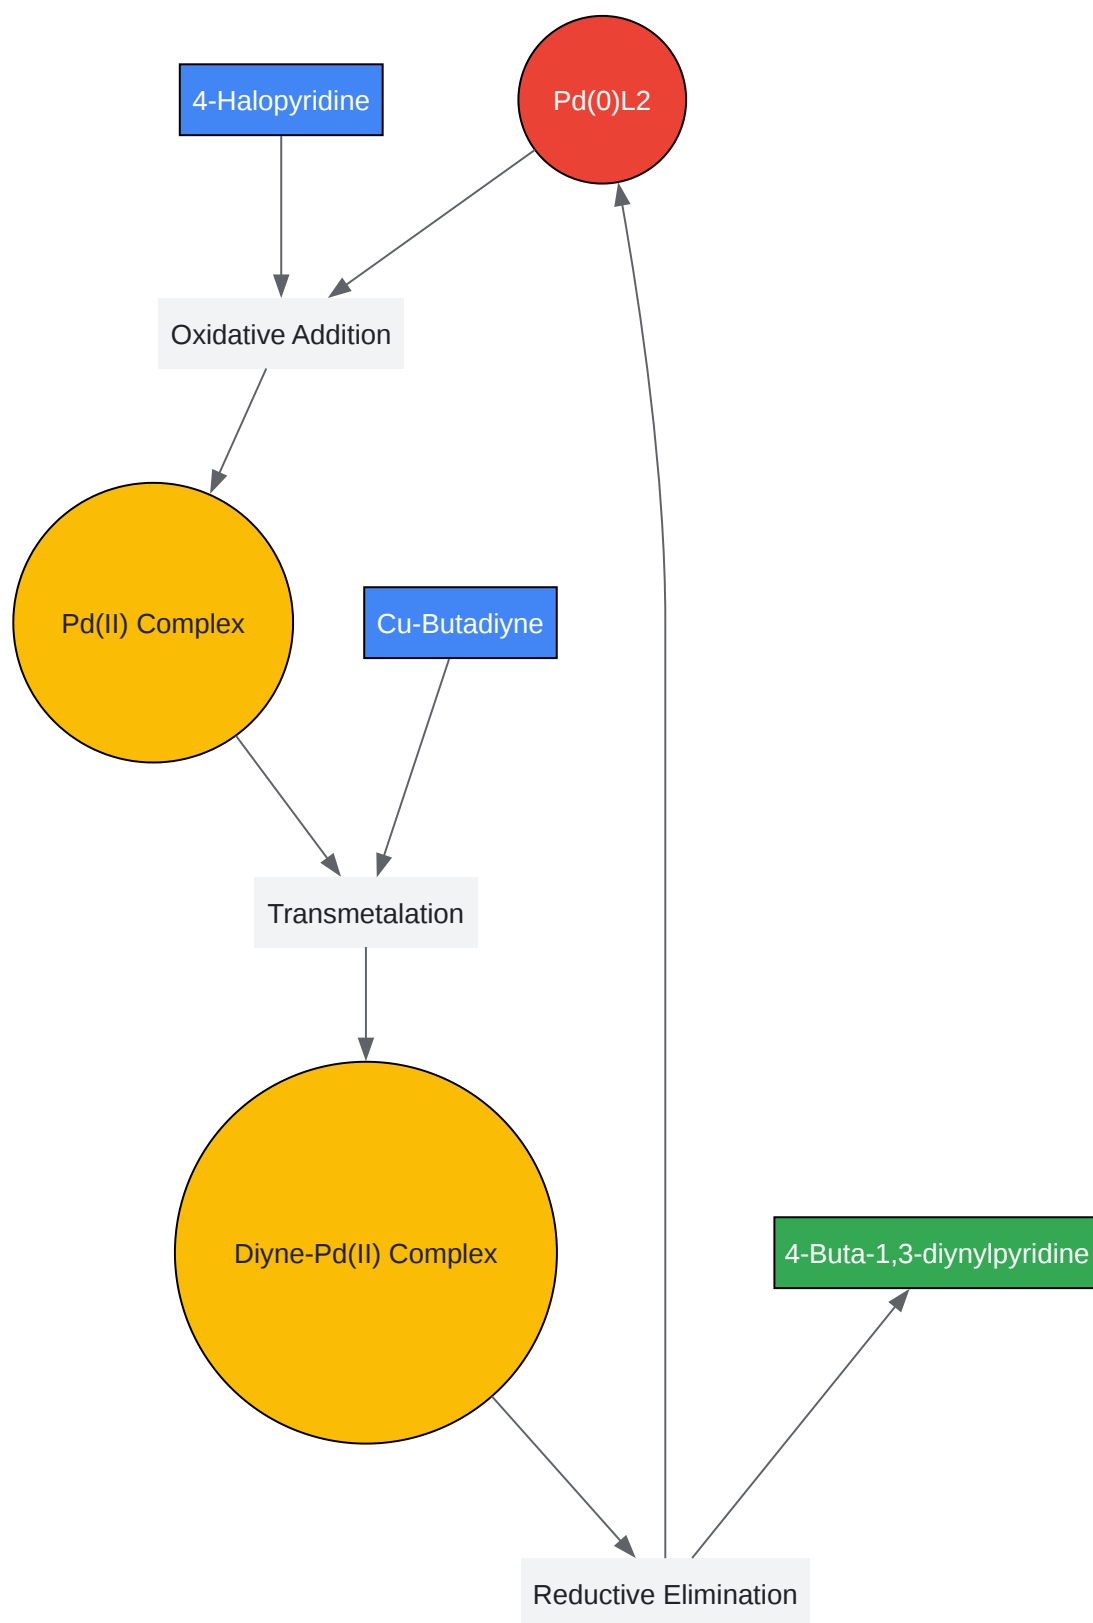 4-Halopyridine
Pd(0)L2
Oxidative Addition
Pd(II) Complex
Cu-Butadiyne
Transmetalation
Diyne-Pd(II) Complex
4-Buta-1,3-diynylpyridine
Reductive Elimination